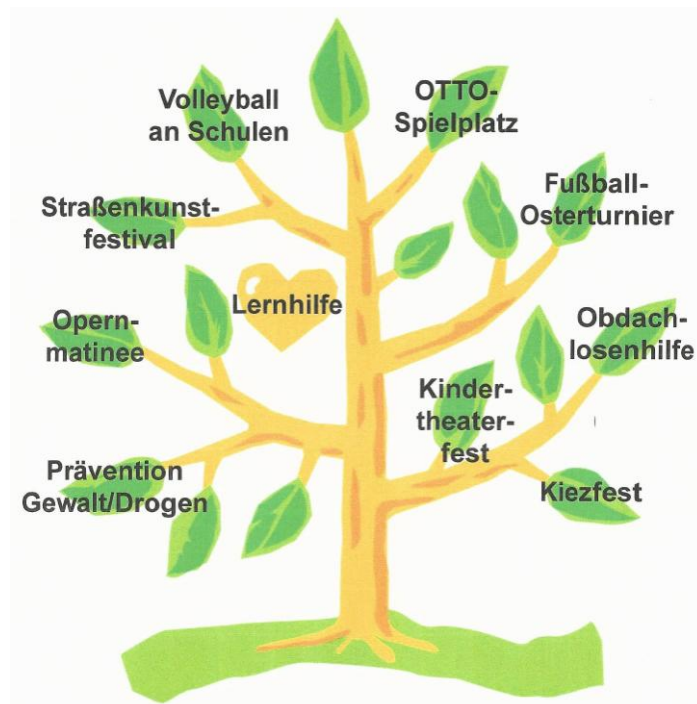 Volleyball
an Schulen
OTTO-
Spielplatz
Straßenkunst-
festival
Fußball-
Osterturnier
Lernhilfe
Opern-
matinee
Obdach-
losenhilfe
Kinder-
theater-
fest
Prävention
Gewalt/Drogen
Kiezfest